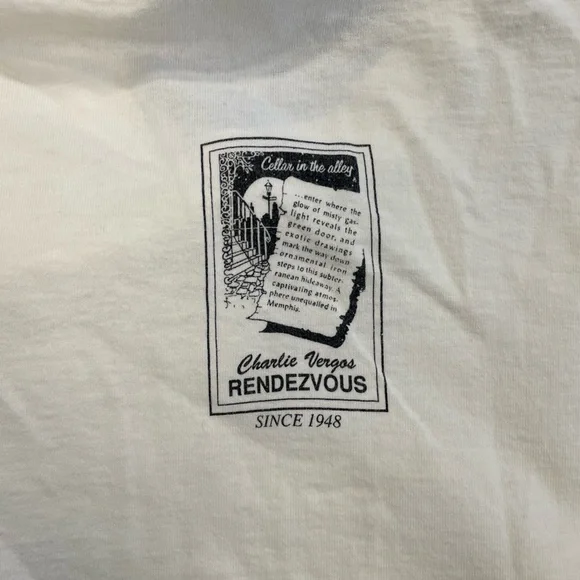 Cellar in the alley
...enter where the
glow of misty gas-
light reveals the
green door, and
exotic drawings
mark the way down
ornamental iron
steps to this subter-
ranean hideaway. A
captivating atmos-
phere unequalled in
Memphis.
Charlie Vergos
RENDEZVOUS
SINCE 1948